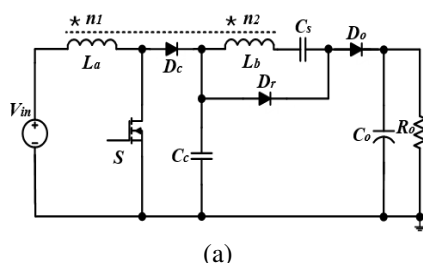 * n1 * n2 Cs Do
La Dc Lb
Vin Dr
S Cc Co Ro
(a)